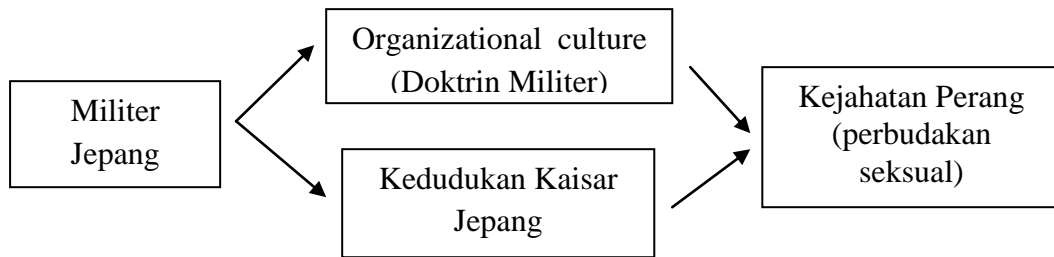 Militer
Jepang
Organizational culture
(Doktrin Militer)
Kedudukan Kaisar
Jepang
Kejahatan Perang
(perbudakan
seksual)